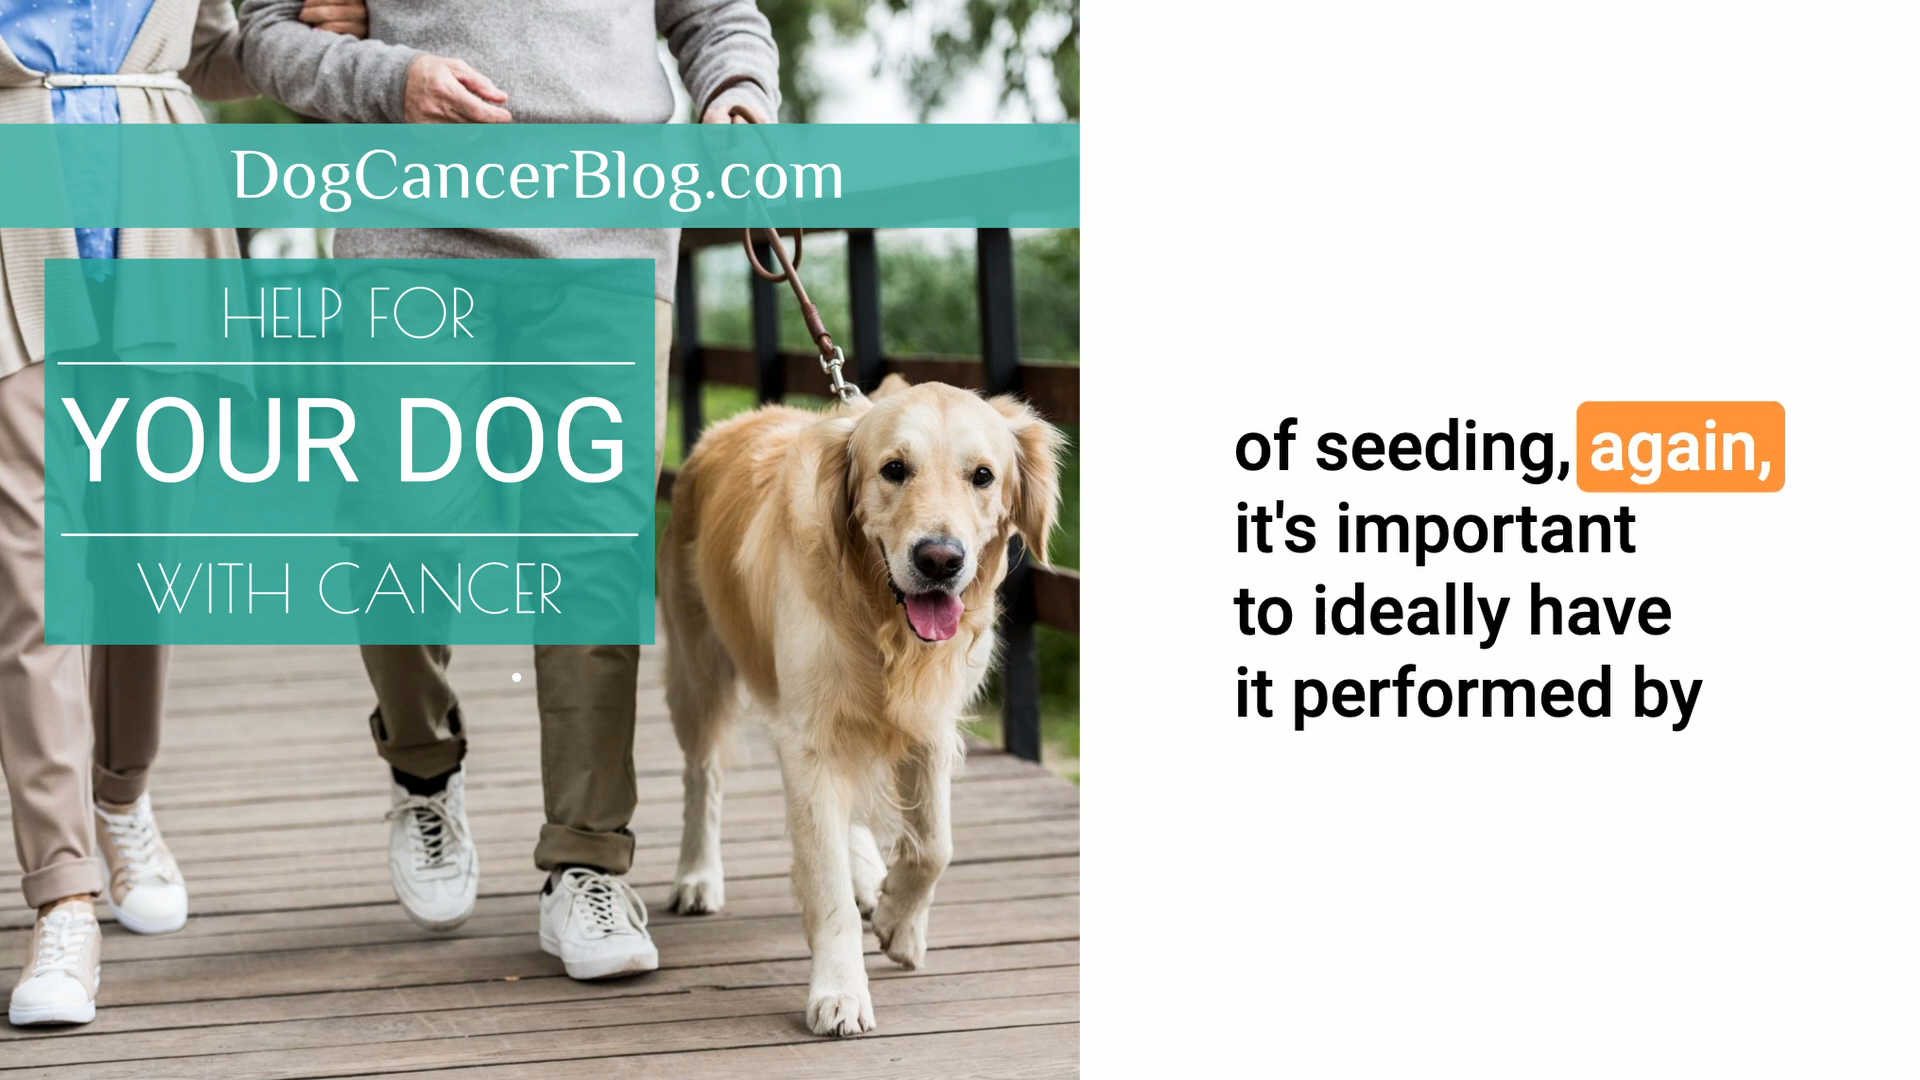 DogCancerBlog.com
HELP FOR
YOUR DOG
WITH CANCER
of seeding, again,
it's important
to ideally have
it performed by